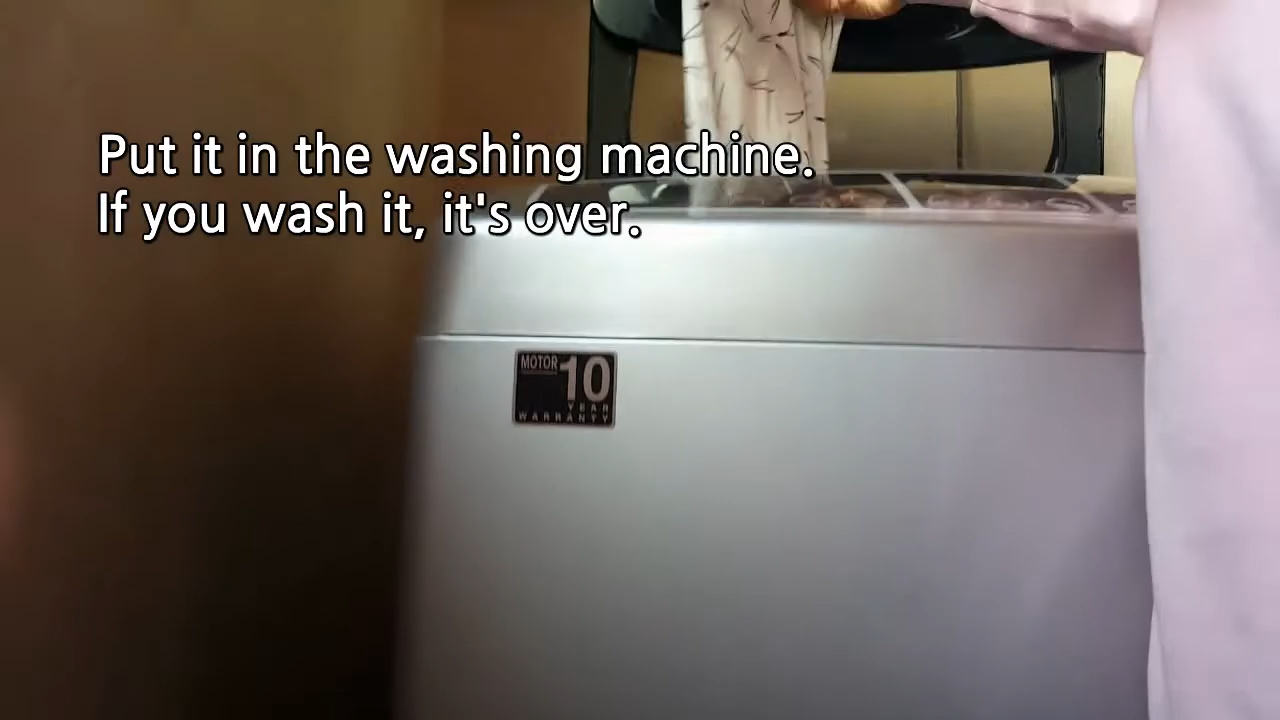 Put it in the washing machine.
If you wash it, it's over.
MOTOR 10
YEAR
WARRANTY